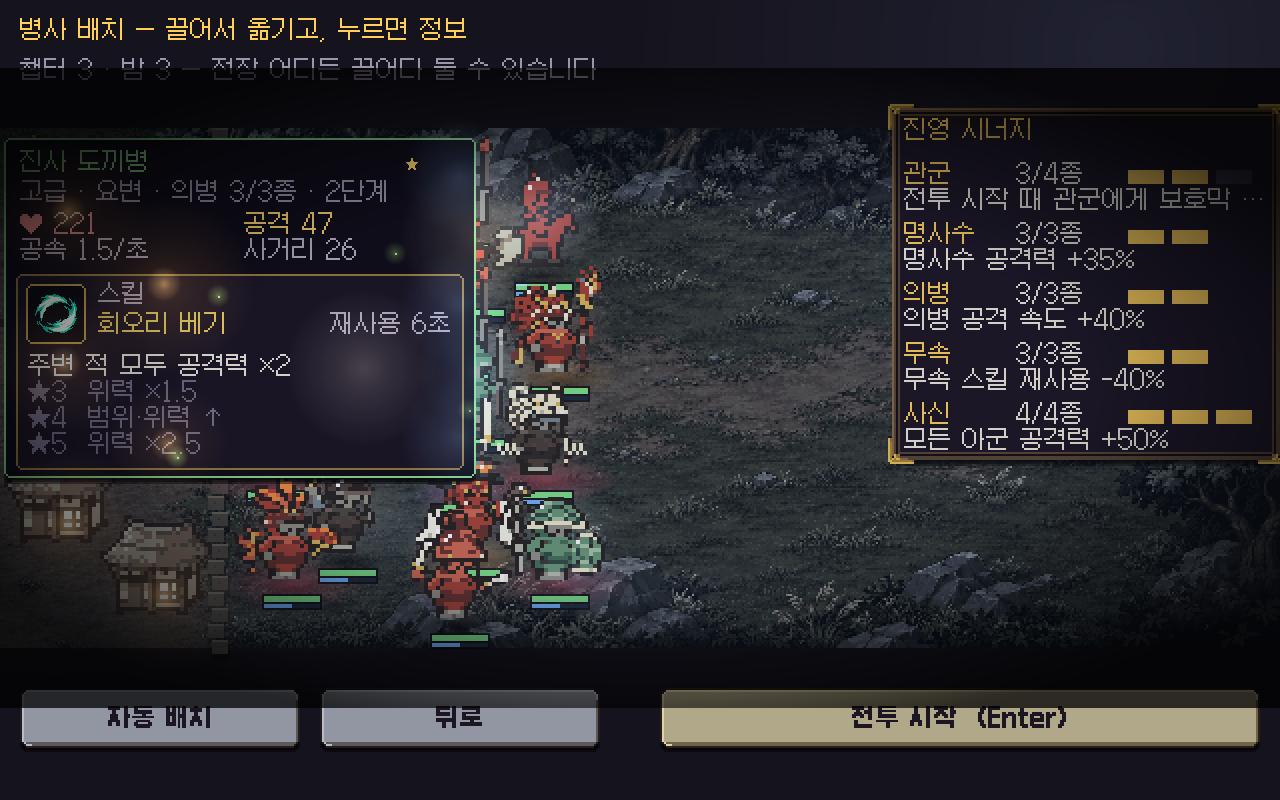 병사 배치 — 끌어서 옮기고, 누르면 정보
챕터 3 · 밤 3 — 전장 어디든 끌어다 둘 수 있습니다
진사 도끼병
고급 · 요변 · 의병 3/3종 · 2단계
221 공격 47
공속 1.5/초 사거리 26
스킬
회오리 베기 재사용 6초
주변 적 모두 공격력 ×2
★3 위력 ×1.5
★4 범위·위력 ↑
★5 위력 ×2.5
진영 시너지
관군 3/4종
전투 시작 때 관군에게 보호막 …
명사수 3/3종
명사수 공격력 +35%
의병 3/3종
의병 공격 속도 +40%
무속 3/3종
무속 스킬 재사용 -40%
사신 4/4종
모든 아군 공격력 +50%
자동 배치
뒤로
전투 시작 (Enter)